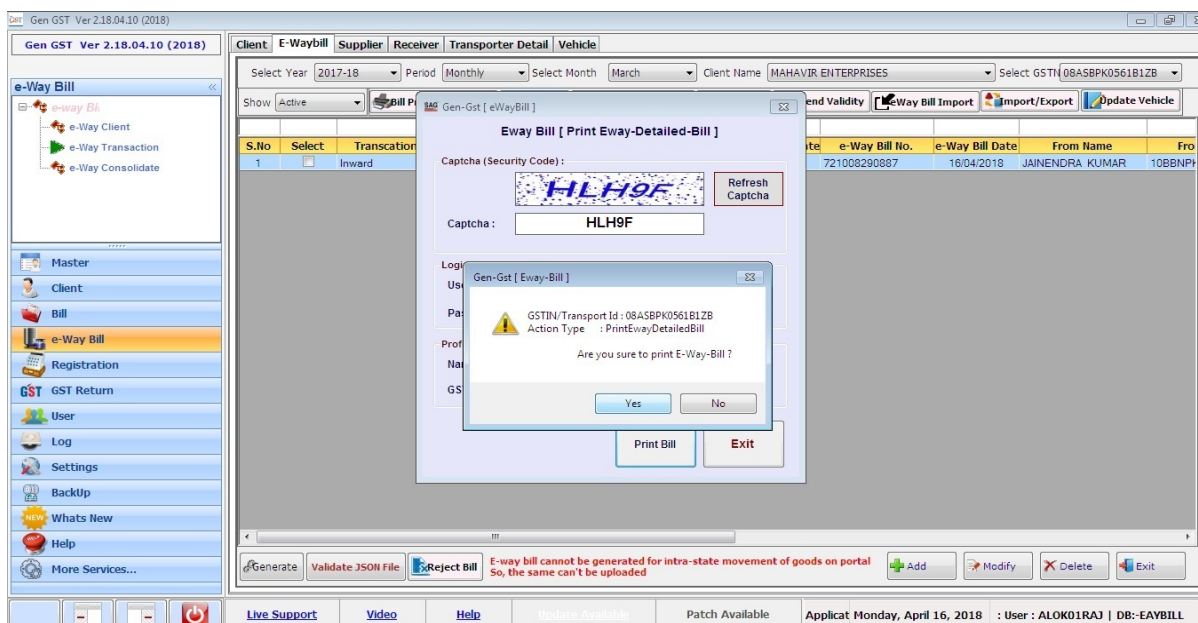 Gen GST Ver 2.18.04.10 (2018)
Gen GST Ver 2.18.04.10 (2018)
Client E-Waybill Supplier Receiver Transporter Detail Vehicle
Select Year 2017-18 Period Monthly Select Month March Client Name MAHAVIR ENTERPRISES Select GSTN 08ASBPK0561B1ZB
e-Way Bill
Show Active Bill end Validity eWay Bill Import Import/Export Update Vehicle
e-way Bi
e-Way Client
e-Way Transaction
e-Way Consolidate
S.No Select Transcation e-Way Bill No. e-Way Bill Date From Name Fro
1 Inward 721008290887 16/04/2018 JAINENDRA KUMAR 10BBNP
SAG Gen-Gst [ eWayBill ]
Eway Bill [ Print Eway-Detailed-Bill ]
Captcha (Security Code) :
HLH9F
Refresh
Captcha
Captcha : HLH9F
Gen-Gst [ Eway-Bill ]
GSTIN/Transport Id : 08ASBPK0561B1ZB
Action Type : PrintEwayDetailedBill
Are you sure to print E-Way-Bill ?
Yes No
Print Bill Exit
Master
Client
Bill
e-Way Bill
Registration
GST GST Return
User
Log
Settings
BackUp
NEW Whats New
Help
More Services...
Generate Validate JSON File Reject Bill
E-way bill cannot be generated for intra-state movement of goods on portal
So, the same can't be uploaded
Add Modify Delete Exit
Live Support Video Help Update Available Patch Available Applicat Monday, April 16, 2018 : User : ALOK01RAJ | DB:-EAYBILL